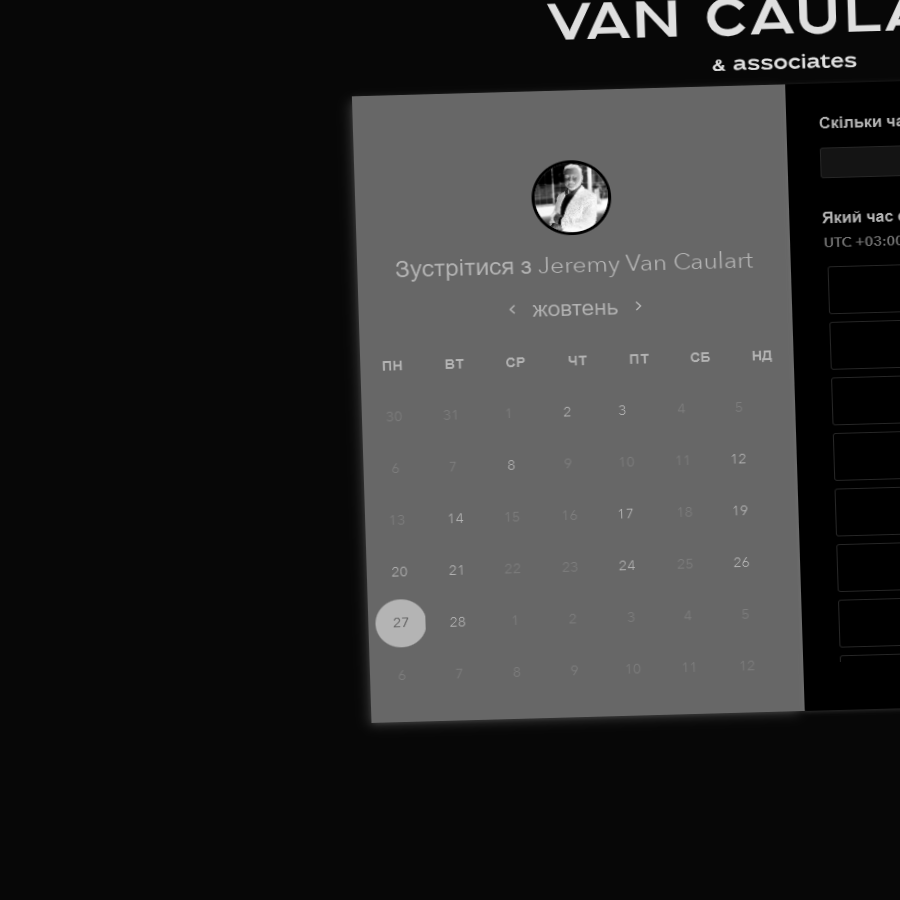 VAN CAULA
& associates
Зустрітися з Jeremy Van Caulart
‹ жовтень ›
ПН ВТ СР ЧТ ПТ СБ НД
30 31 1 2 3 4 5
6 7 8 9 10 11 12
13 14 15 16 17 18 19
20 21 22 23 24 25 26
27 28 1 2 3 4 5
6 7 8 9 10 11 12
Скільки ча
Який час
UTC +03:00